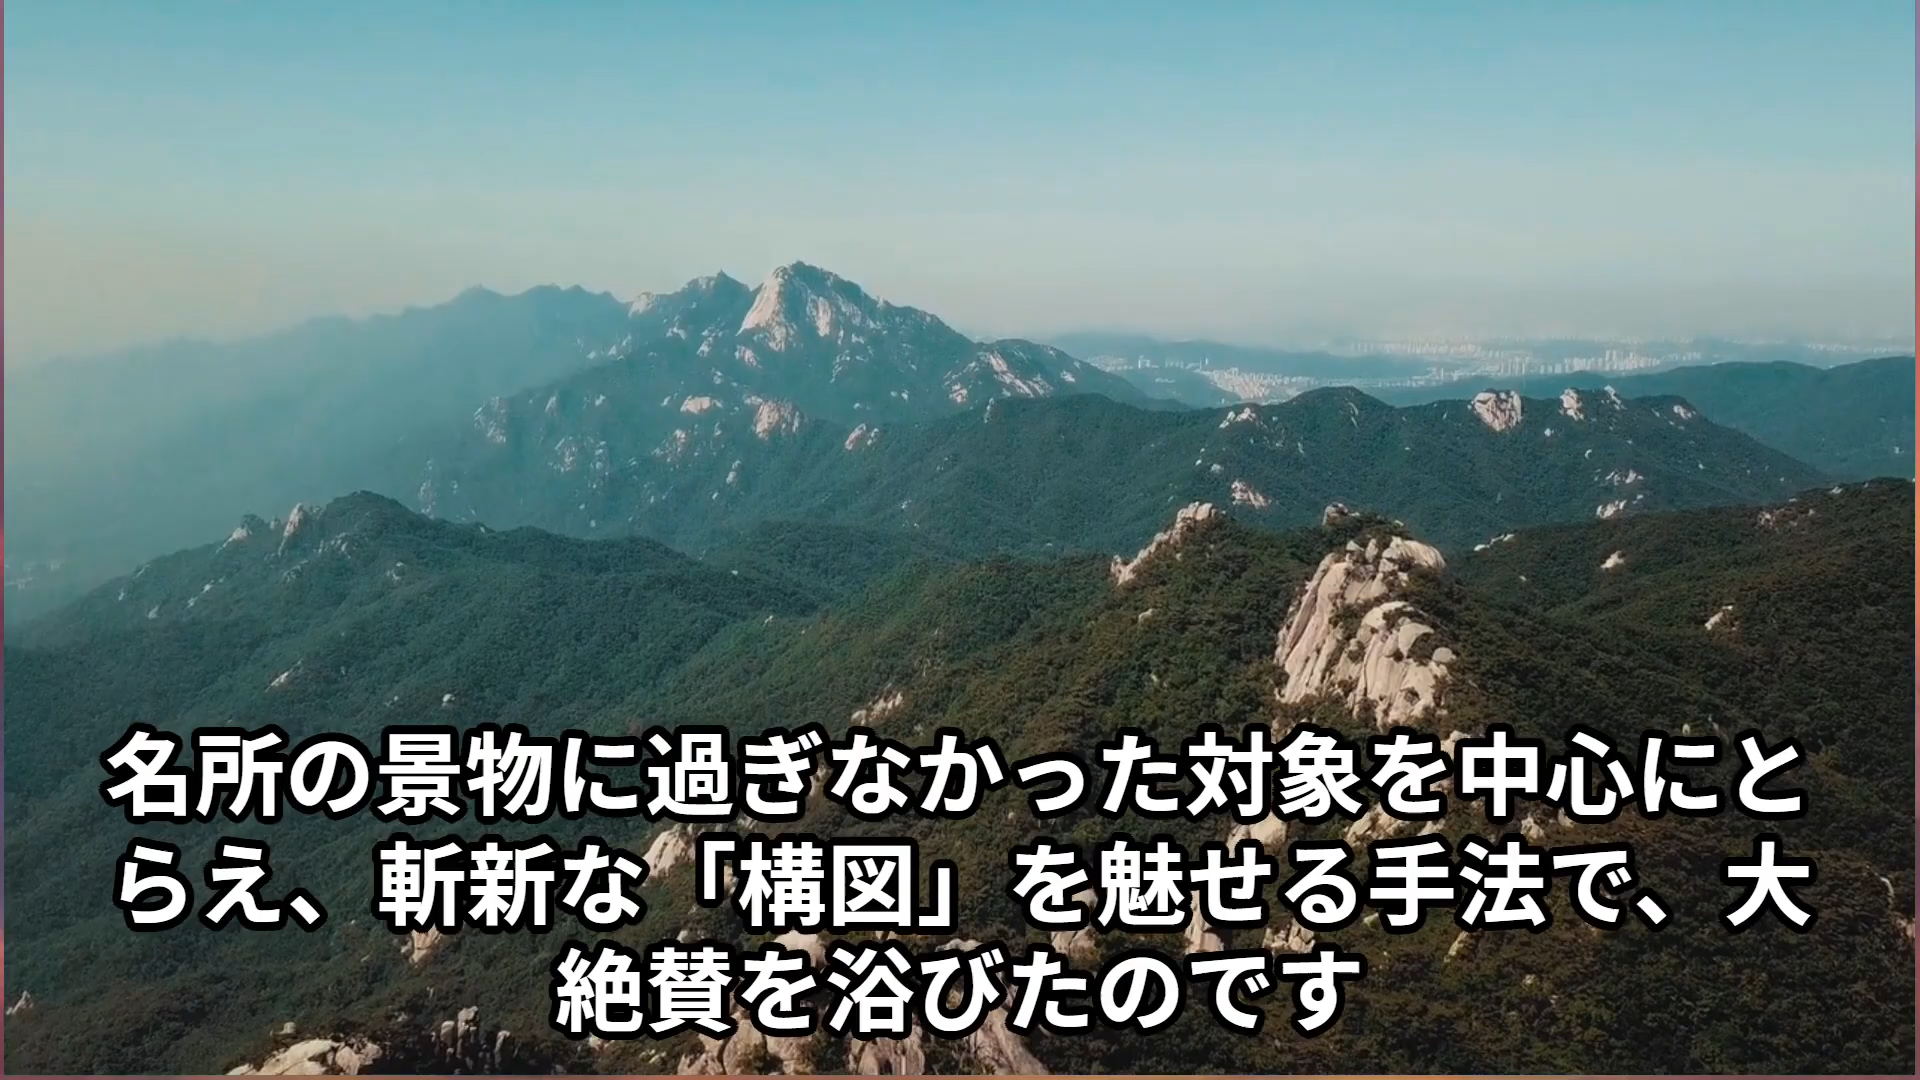 名所の景物に過ぎなかった対象を中心にと
らえ、斬新な「構図」を魅せる手法で、大
絶賛を浴びたのです